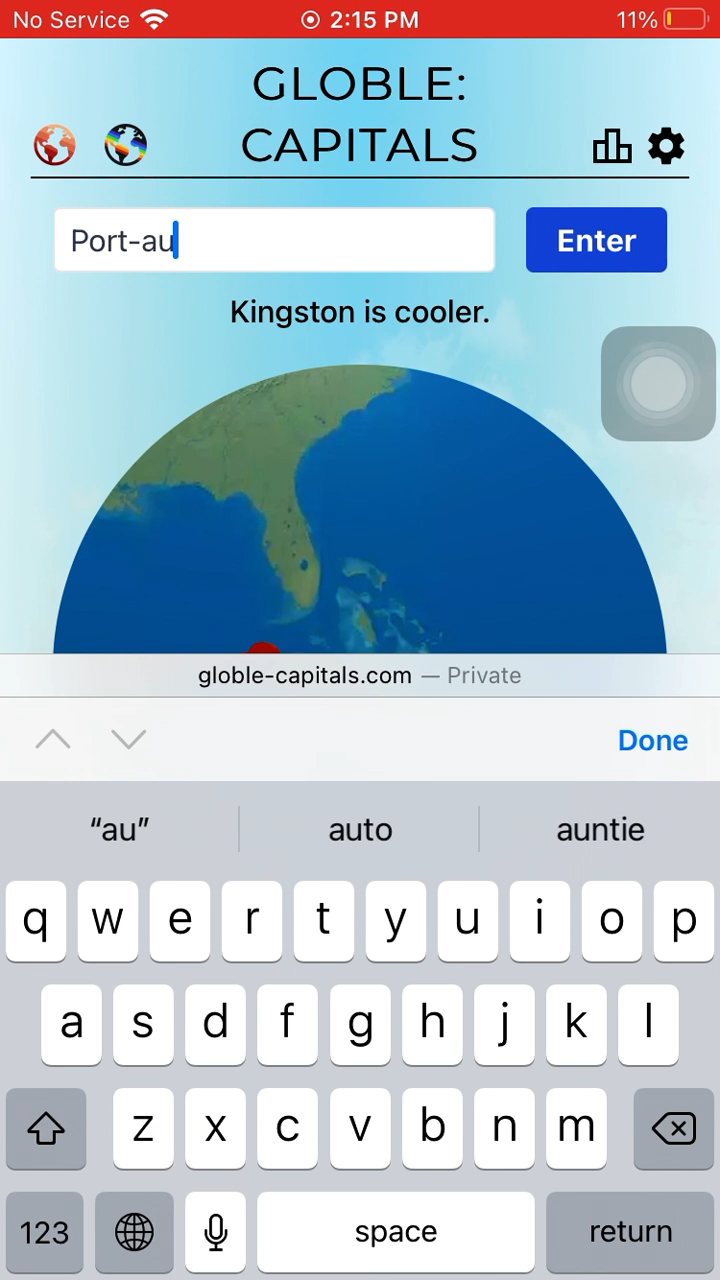 No Service 2:15 PM 11%
GLOBLE:
CAPITALS
Port-au Enter
Kingston is cooler.
globle-capitals.com — Private
Done
“au” auto auntie
q w e r t y u i o p
a s d f g h j k l
z x c v b n m
123 space return